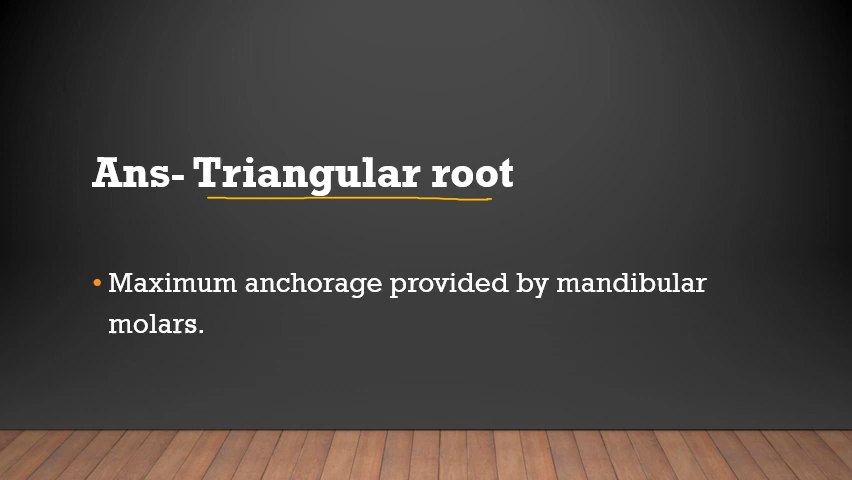 Ans- Triangular root
• Maximum anchorage provided by mandibular
molars.